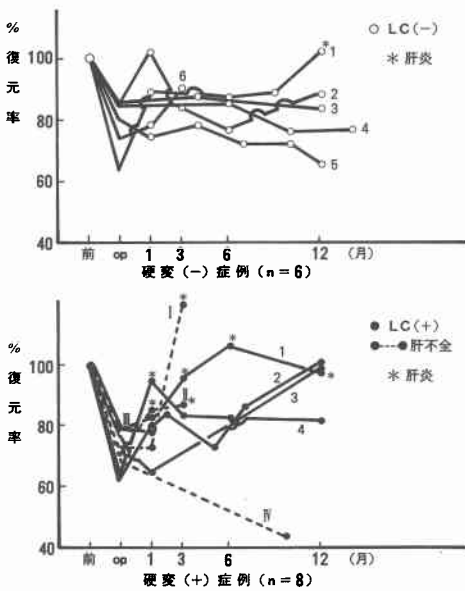 % 復元率
○ LC(−)
* 肝炎
100
80
60
40
* 1
6
2
3
4
5
前 op 1 3 6 12 (月)
硬変(−)症例(n=6)
% 復元率
● LC(+)
●---● 肝不全
* 肝炎
100
80
60
40
I
*
*
1
*
*
2
*
II
*
III
*
3
4
IV
前 op 1 3 6 12 (月)
硬変(+)症例(n=8)